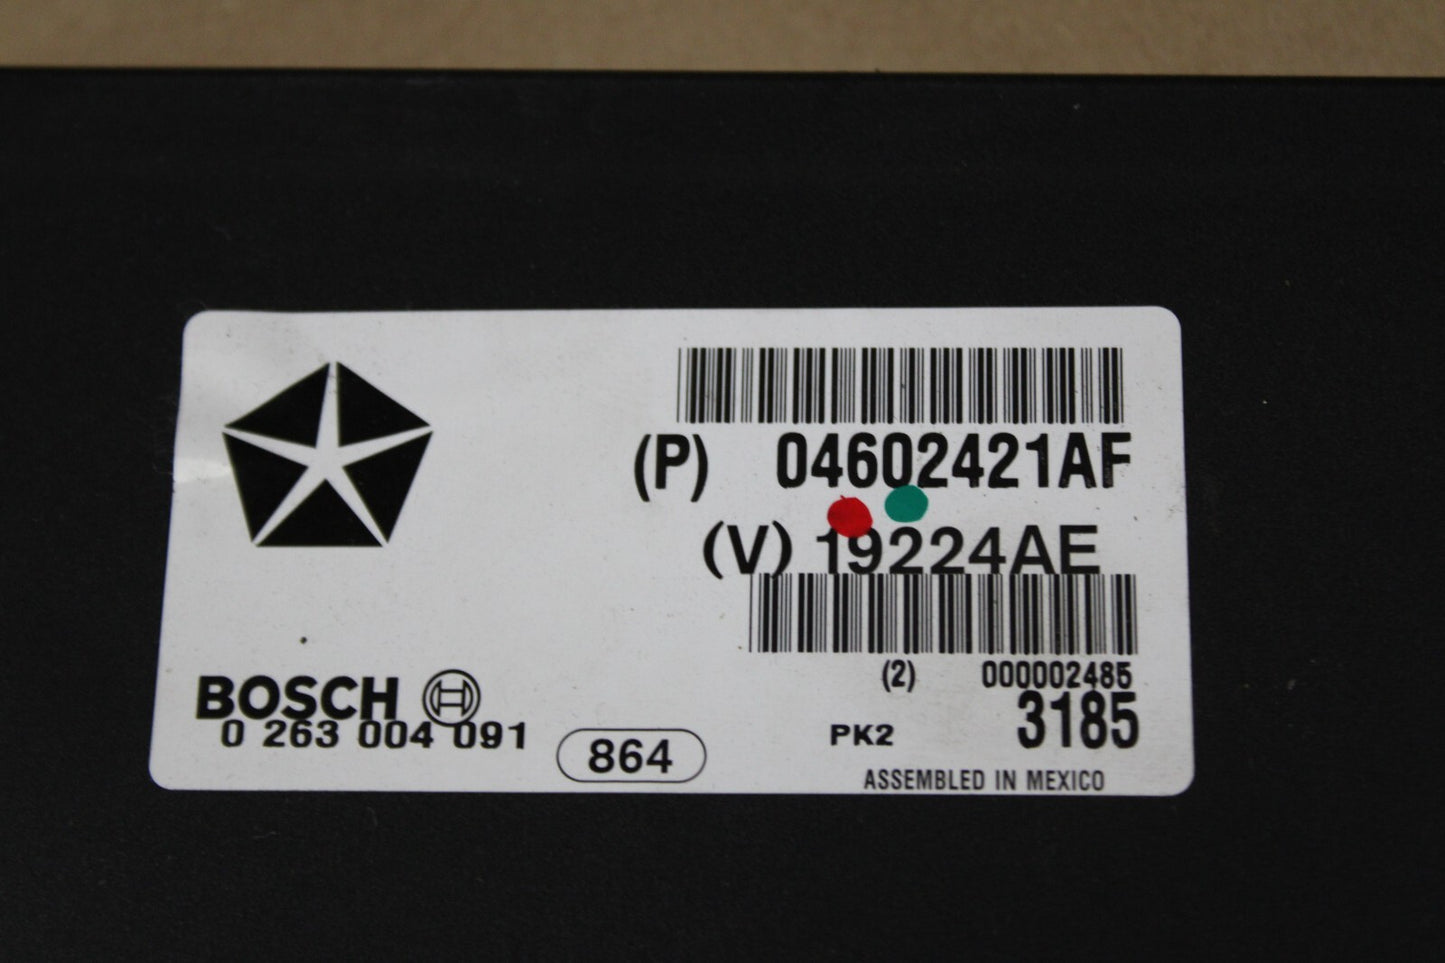 (P) 04602421AF
(V) 19224AE
(2) 000002485
BOSCH
0 263 004 091
PK2 3185
864
ASSEMBLED IN MEXICO